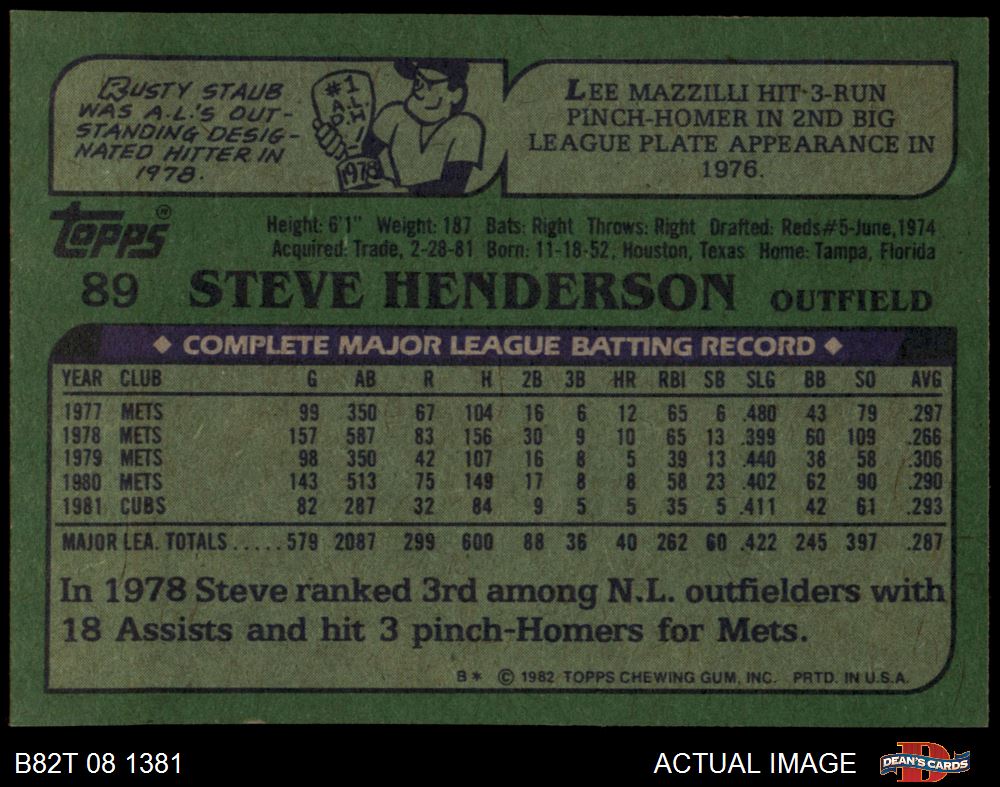 BUSTY STAUB
WAS A.L.'S OUT-
STANDING DESIG-
NATED HITTER IN
1978.
#1
A.L.
D.H.
1978
LEE MAZZILLI HIT 3-RUN
PINCH-HOMER IN 2ND BIG
LEAGUE PLATE APPEARANCE IN
1976.
Topps®
Height: 6'1" Weight: 187 Bats: Right Throws: Right Drafted: Reds#5-June,1974
Acquired: Trade, 2-28-81 Born: 11-18-52, Houston, Texas Home: Tampa, Florida
89 STEVE HENDERSON OUTFIELD
◆ COMPLETE MAJOR LEAGUE BATTING RECORD ◆
YEAR CLUB G AB R H 2B 3B HR RBI SB SLG BB SO AVG
1977 METS 99 350 67 104 16 6 12 65 6 .480 43 79 .297
1978 METS 157 587 83 156 30 9 10 65 13 .399 60 109 .266
1979 METS 98 350 42 107 16 8 5 39 13 .440 38 58 .306
1980 METS 143 513 75 149 17 8 8 58 23 .402 62 90 .290
1981 CUBS 82 287 32 84 9 5 5 35 5 .411 42 61 .293
MAJOR LEA. TOTALS.....579 2087 299 600 88 36 40 262 60 .422 245 397 .287
In 1978 Steve ranked 3rd among N.L. outfielders with
18 Assists and hit 3 pinch-Homers for Mets.
B* © 1982 TOPPS CHEWING GUM, INC. PRTD. IN U.S.A.
B82T 08 1381
ACTUAL IMAGE
DEAN'S CARDS